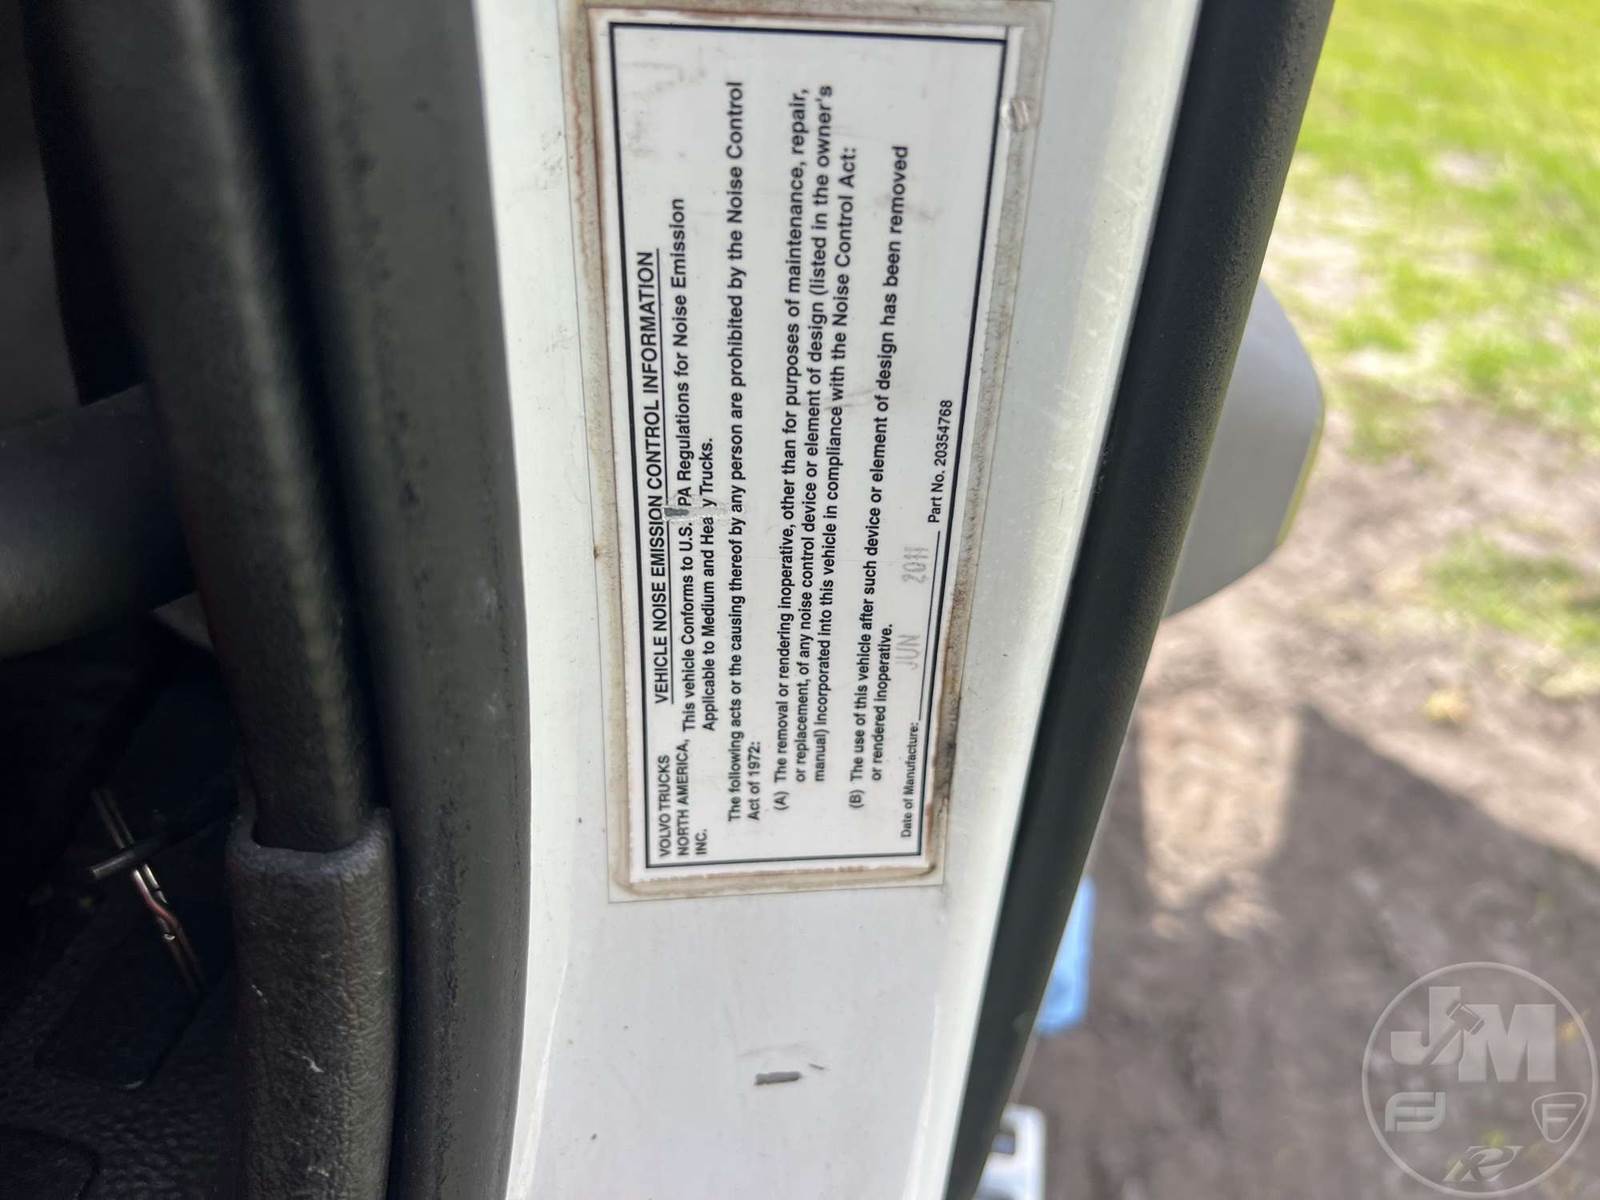 VOLVO TRUCKS
NORTH AMERICA,
INC.
VEHICLE NOISE EMISSION CONTROL INFORMATION
This vehicle Conforms to U.S. PA Regulations for Noise Emission
Applicable to Medium and Heavy Trucks.
The following acts or the causing thereof by any person are prohibited by the Noise Control
Act of 1972:
(A) The removal or rendering inoperative, other than for purposes of maintenance, repair,
or replacement, of any noise control device or element of design (listed in the owner's
manual) incorporated into this vehicle in compliance with the Noise Control Act:
(B) The use of this vehicle after such device or element of design has been removed
or rendered inoperative.
Date of Manufacture: JUN 2011 Part No. 20354768
JM
F